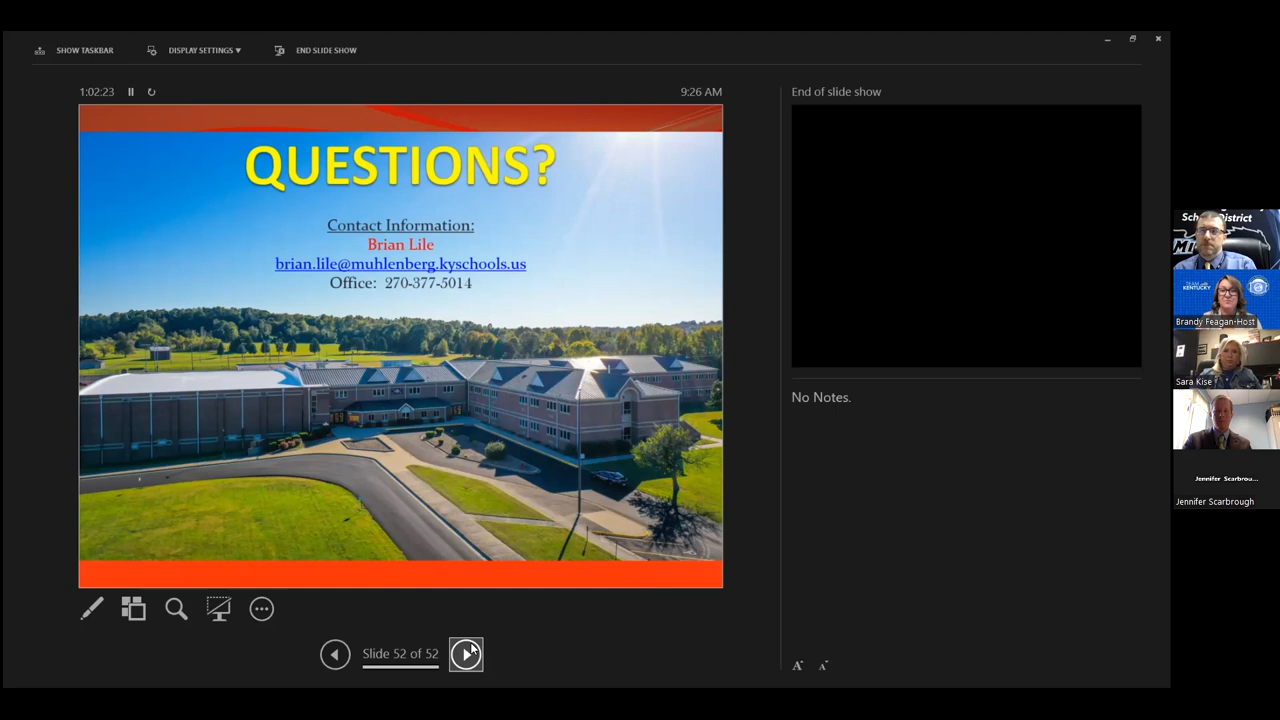 SHOW TASKBAR
DISPLAY SETTINGS ▾
END SLIDE SHOW
1:02:23
9:26 AM
End of slide show
QUESTIONS?
Contact Information:
Brian Lile
brian.lile@muhlenberg.kyschools.us
Office: 270-377-5014
No Notes.
Slide 52 of 52
A
A
District
TEAM
KENTUCKY
Brandy Feagan-Host
Sara Kise
Jennifer Scarbrou...
Jennifer Scarbrough